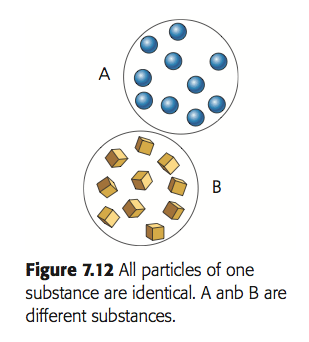 A
B
Figure 7.12 All particles of one
substance are identical. A anb B are
different substances.